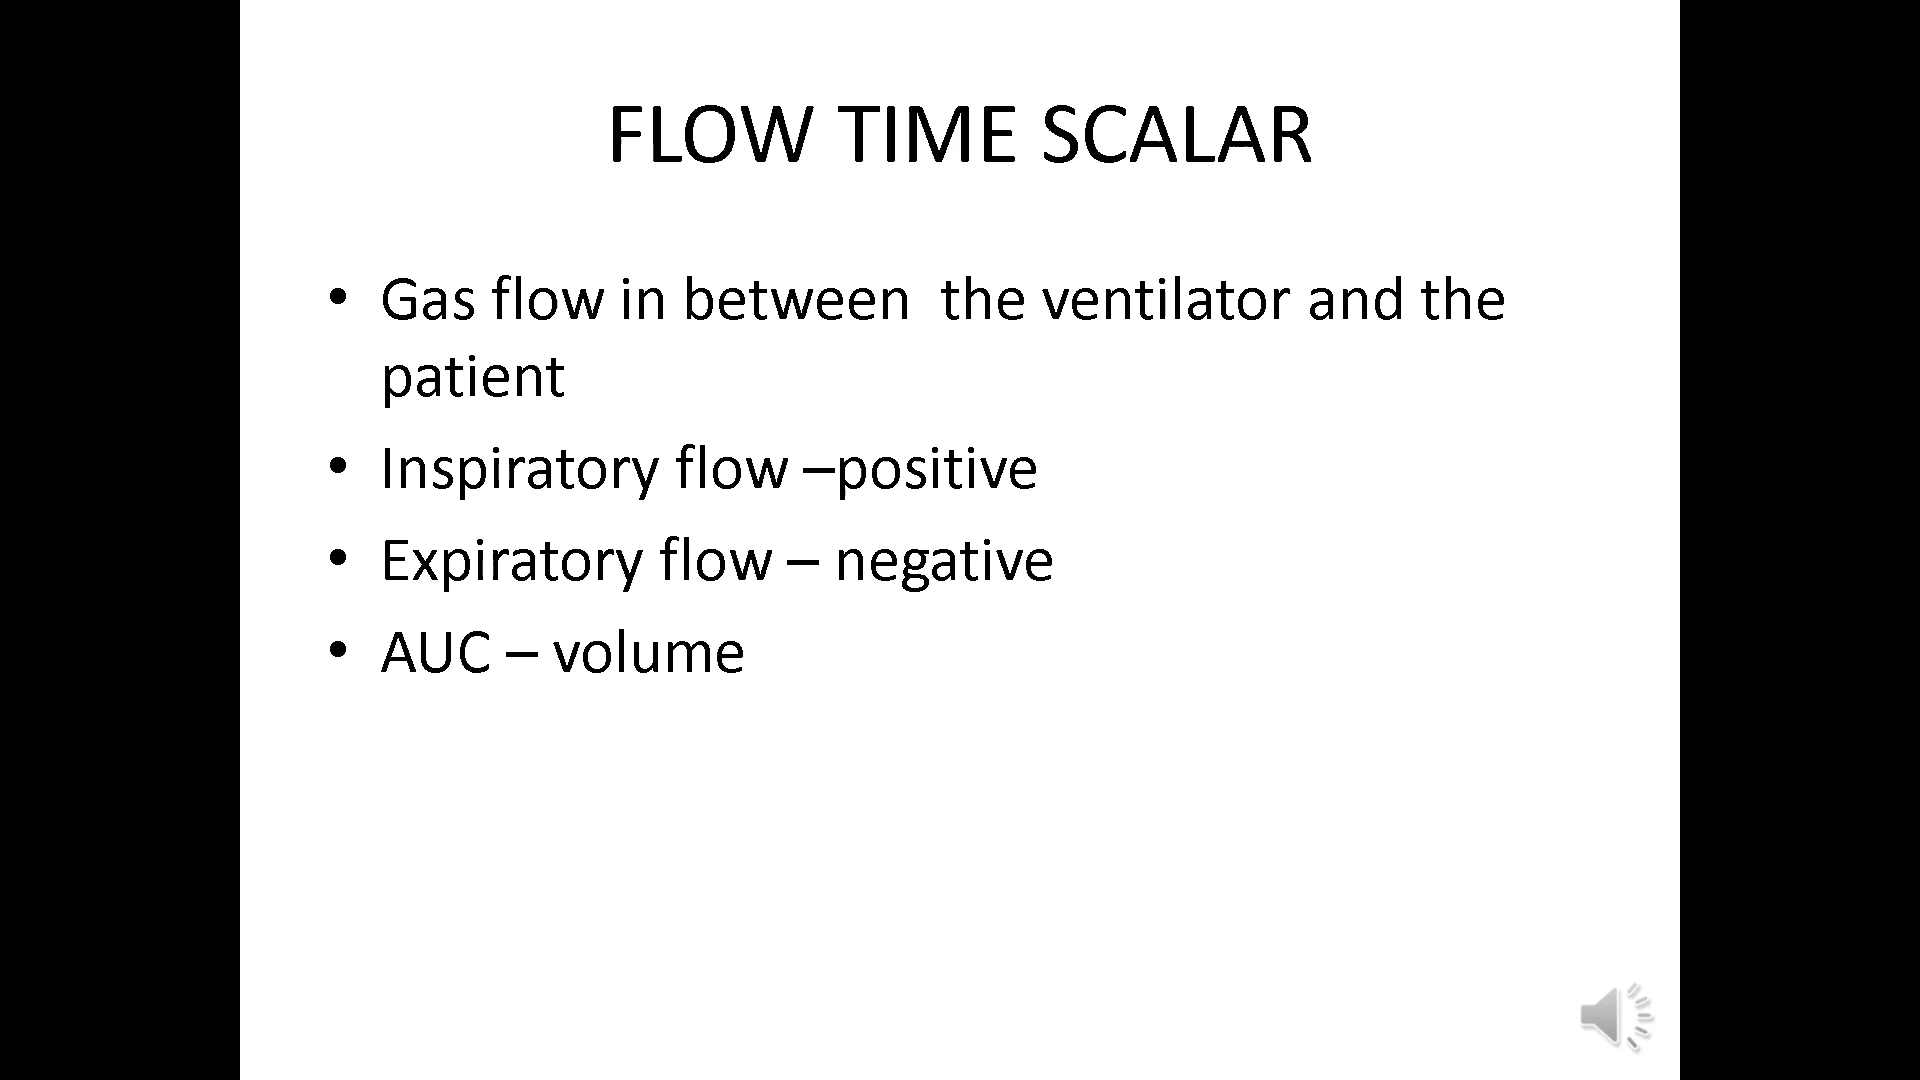 FLOW TIME SCALAR
• Gas flow in between  the ventilator and the
patient
• Inspiratory flow –positive
• Expiratory flow – negative
• AUC – volume